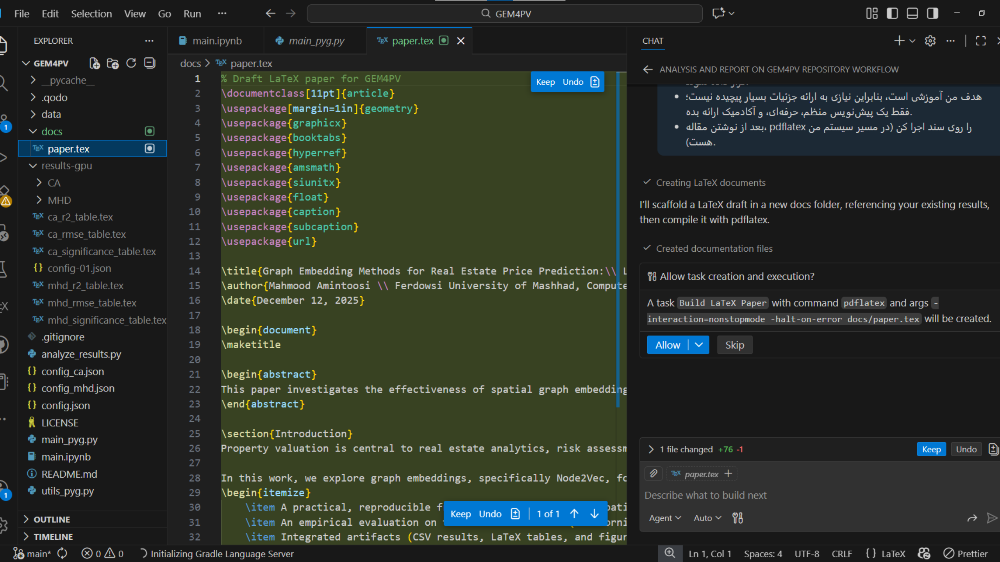 File Edit Selection View Go Run ···
GEM4PV
EXPLORER
GEM4PV
__pycache__
.qodo
data
docs
paper.tex
results-gpu
CA
MHD
ca_r2_table.tex
ca_rmse_table.tex
ca_significance_table.tex
config-01.json
mhd_r2_table.tex
mhd_rmse_table.tex
mhd_significance_table.tex
.gitignore
analyze_results.py
config_ca.json
config_mhd.json
config.json
LICENSE
main_pyg.py
main.ipynb
README.md
utils_pyg.py
OUTLINE
TIMELINE
1
1
main.ipynb main_pyg.py paper.tex
docs > paper.tex
Keep Undo
1 % Draft LaTeX paper for GEM4PV
2 \documentclass[11pt]{article}
3 \usepackage[margin=1in]{geometry}
4 \usepackage{graphicx}
5 \usepackage{booktabs}
6 \usepackage{hyperref}
7 \usepackage{amsmath}
8 \usepackage{siunitx}
9 \usepackage{float}
10 \usepackage{caption}
11 \usepackage{subcaption}
12 \usepackage{url}
13
14 \title{Graph Embedding Methods for Real Estate Price Prediction:\\ L
15 \author{Mahmood Amintoosi \\ Ferdowsi University of Mashhad, Compute
16 \date{December 12, 2025}
17
18 \begin{document}
19 \maketitle
20
21 \begin{abstract}
22 This paper investigates the effectiveness of spatial graph embedding
23 \end{abstract}
24
25 \section{Introduction}
26 Property valuation is central to real estate analytics, risk assessm
27
28 In this work, we explore graph embeddings, specifically Node2Vec, fo
29 \begin{itemize}
30 \item A practical, reproducible f
31 \item An empirical evaluation on
32 \item Integrated artifacts (CSV results, LaTeX tables, and figur
Keep Undo 1 of 1
CHAT
ANALYSIS AND REPORT ON GEM4PV REPOSITORY WORKFLOW
• هدف من آموزشی است، بنابراین نیازی به ارائه جزئیات بسیار پیچیده نیست؛
فقط یک پیش‌نویس منظم، حرفه‌ای، و آکادمیک ارائه بده.
• بعد از نوشتن مقاله، pdflatex را روی سند اجرا کن (در مسیر سیستم من
هست).
Creating LaTeX documents
I'll scaffold a LaTeX draft in a new docs folder, referencing your existing results,
then compile it with pdflatex.
Created documentation files
Allow task creation and execution?
A task Build LaTeX Paper with command pdflatex and args -
interaction=nonstopmode -halt-on-error docs/paper.tex will be created.
Allow Skip
1 file changed +76 -1 Keep Undo
paper.tex
Describe what to build next
Agent Auto
main* 0 0 Initializing Gradle Language Server Ln 1, Col 1 Spaces: 4 UTF-8 CRLF {} LaTeX Prettier